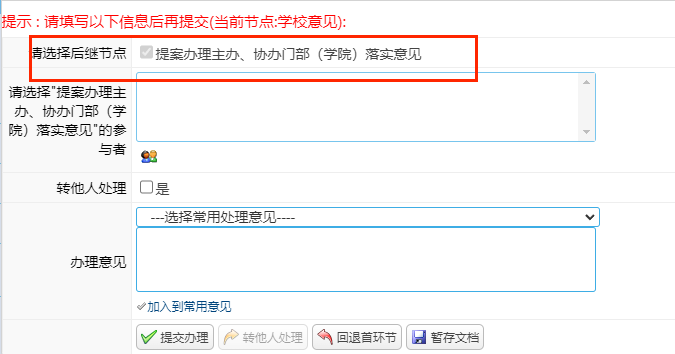 提示：请填写以下信息后再提交(当前节点:学校意见):
请选择后继节点 提案办理主办、协办门部（学院）落实意见
请选择"提案办理主
办、协办门部（学
院）落实意见"的参
与者
转他人处理 是
---选择常用处理意见----
办理意见
加入到常用意见
提交办理 转他人处理 回退首环节 暂存文档